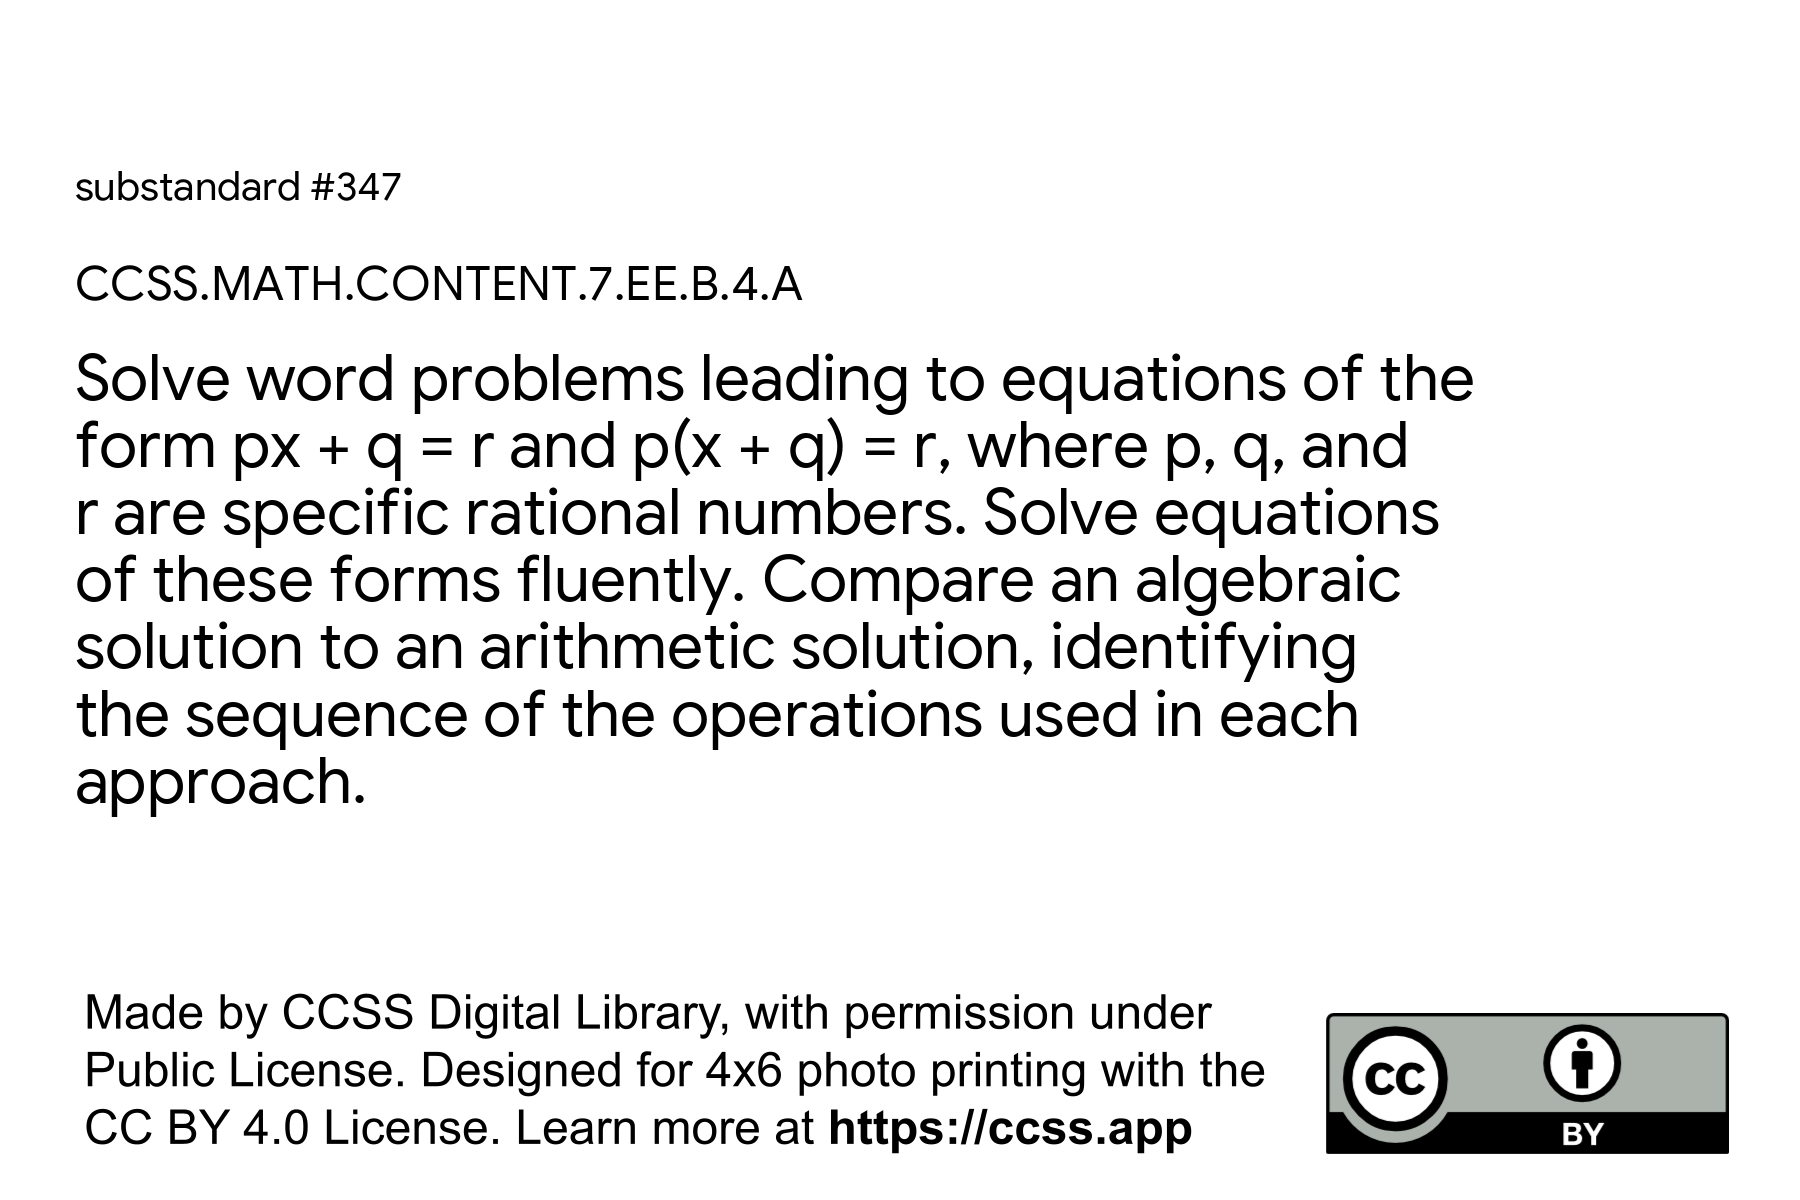 substandard #347
CCSS.MATH.CONTENT.7.EE.B.4.A
Solve word problems leading to equations of the
form px + q = r and p(x + q) = r, where p, q, and
r are specific rational numbers. Solve equations
of these forms fluently. Compare an algebraic
solution to an arithmetic solution, identifying
the sequence of the operations used in each
approach.
Made by CCSS Digital Library, with permission under
Public License. Designed for 4x6 photo printing with the
CC BY 4.0 License. Learn more at https://ccss.app
CC
BY